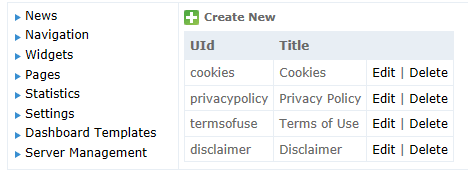 News
Navigation
Widgets
Pages
Statistics
Settings
Dashboard Templates
Server Management
Create New
UId Title
cookies Cookies Edit | Delete
privacypolicy Privacy Policy Edit | Delete
termsofuse Terms of Use Edit | Delete
disclaimer Disclaimer Edit | Delete